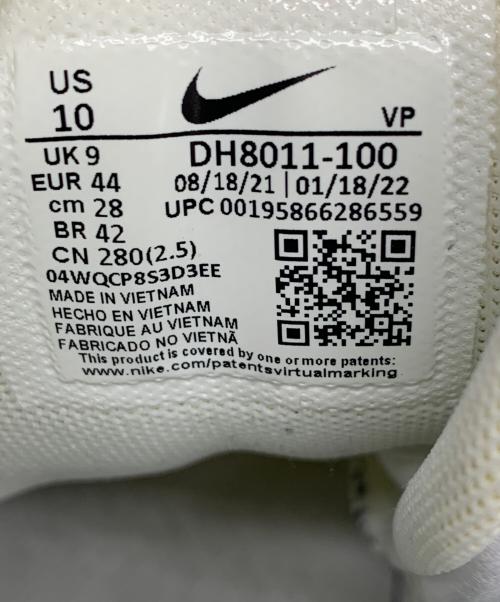 US
10
VP
UK 9
DH8011-100
EUR 44
08/18/21 | 01/18/22
cm 28
UPC 00195866286559
BR 42
CN 280(2.5)
04WQCP8S3D3EE
MADE IN VIETNAM
HECHO EN VIETNAM
FABRIQUE AU VIETNAM
FABRICADO NO VIETNÃ
This product is covered by one or more patents:
www.nike.com/patentsvirtualmarking